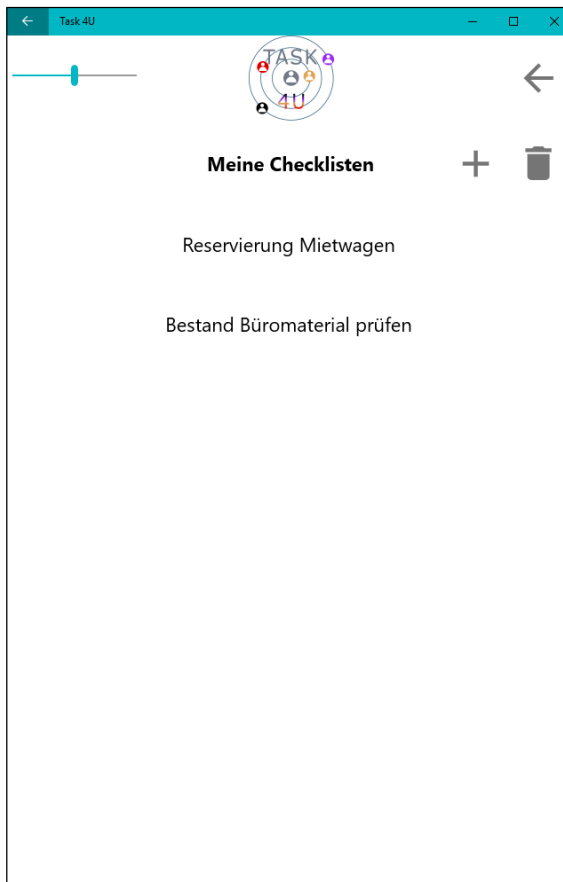 Task 4U
TASK
4U
Meine Checklisten
Reservierung Mietwagen
Bestand Büromaterial prüfen